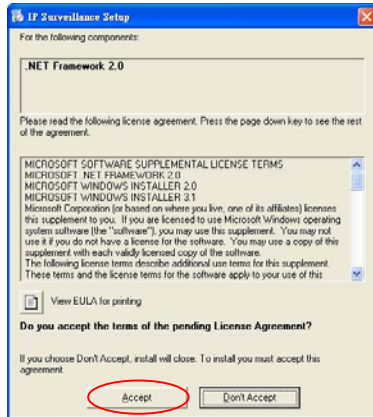 IP Surveillance Setup
For the following components:
.NET Framework 2.0
Please read the following license agreement. Press the page down key to see the rest
of the agreement.
MICROSOFT SOFTWARE SUPPLEMENTAL LICENSE TERMS
MICROSOFT .NET FRAMEWORK 2.0
MICROSOFT WINDOWS INSTALLER 2.0
MICROSOFT WINDOWS INSTALLER 3.1
Microsoft Corporation (or based on where you live, one of its affiliates) licenses
this supplement to you. If you are licensed to use Microsoft Windows operating
system software (the "software"), you may use this supplement. You may not
use it if you do not have a license for the software. You may use a copy of this
supplement with each validly licensed copy of the software.
The following license terms describe additional use terms for this supplement.
These terms and the license terms for the software apply to your use of this
View EULA for printing
Do you accept the terms of the pending License Agreement?
If you choose Don't Accept, install will close. To install you must accept this
agreement.
Accept
Don't Accept